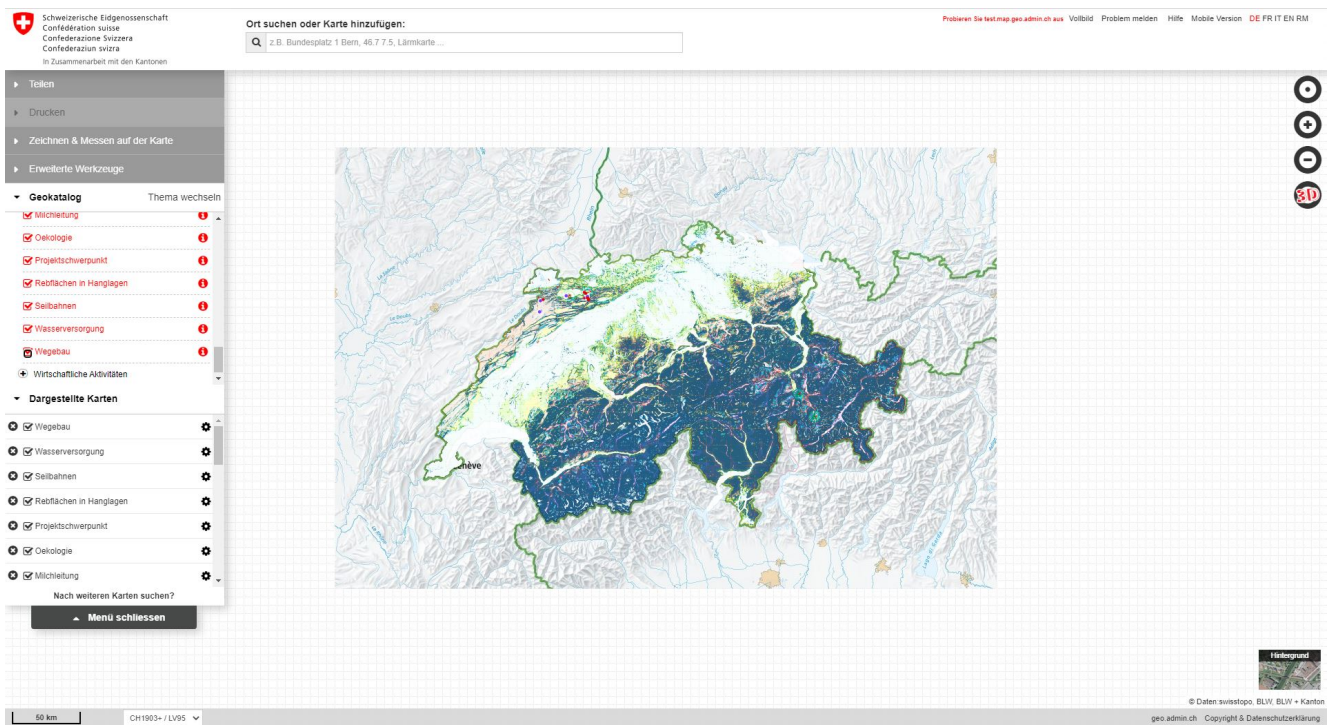 Schweizerische Eidgenossenschaft
Confédération suisse
Confederazione Svizzera
Confederaziun svizra
In Zusammenarbeit mit den Kantonen
Ort suchen oder Karte hinzufügen:
z.B. Bundesplatz 1 Bern, 46.7 7.5, Lärmkarte ...
Probieren Sie test.map.geo.admin.ch aus Vollbild Problem melden Hilfe Mobile Version DE FR IT EN RM
Teilen
Drucken
Zeichnen & Messen auf der Karte
Erweiterte Werkzeuge
Geokatalog Thema wechseln
Milchleitung
Oekologie
Projektschwerpunkt
Rebflächen in Hanglagen
Seilbahnen
Wasserversorgung
Wegebau
Wirtschaftliche Aktivitäten
Dargestellte Karten
Wegebau
Wasserversorgung
Seilbahnen
Rebflächen in Hanglagen
Projektschwerpunkt
Oekologie
Milchleitung
Nach weiteren Karten suchen?
Menü schliessen
3D
Le Doubs
Lago di Garda
Hintergrund
© Daten:swisstopo, BLW, BLW + Kanton
50 km
CH1903+ / LV95
geo.admin.ch Copyright & Datenschutzerklärung